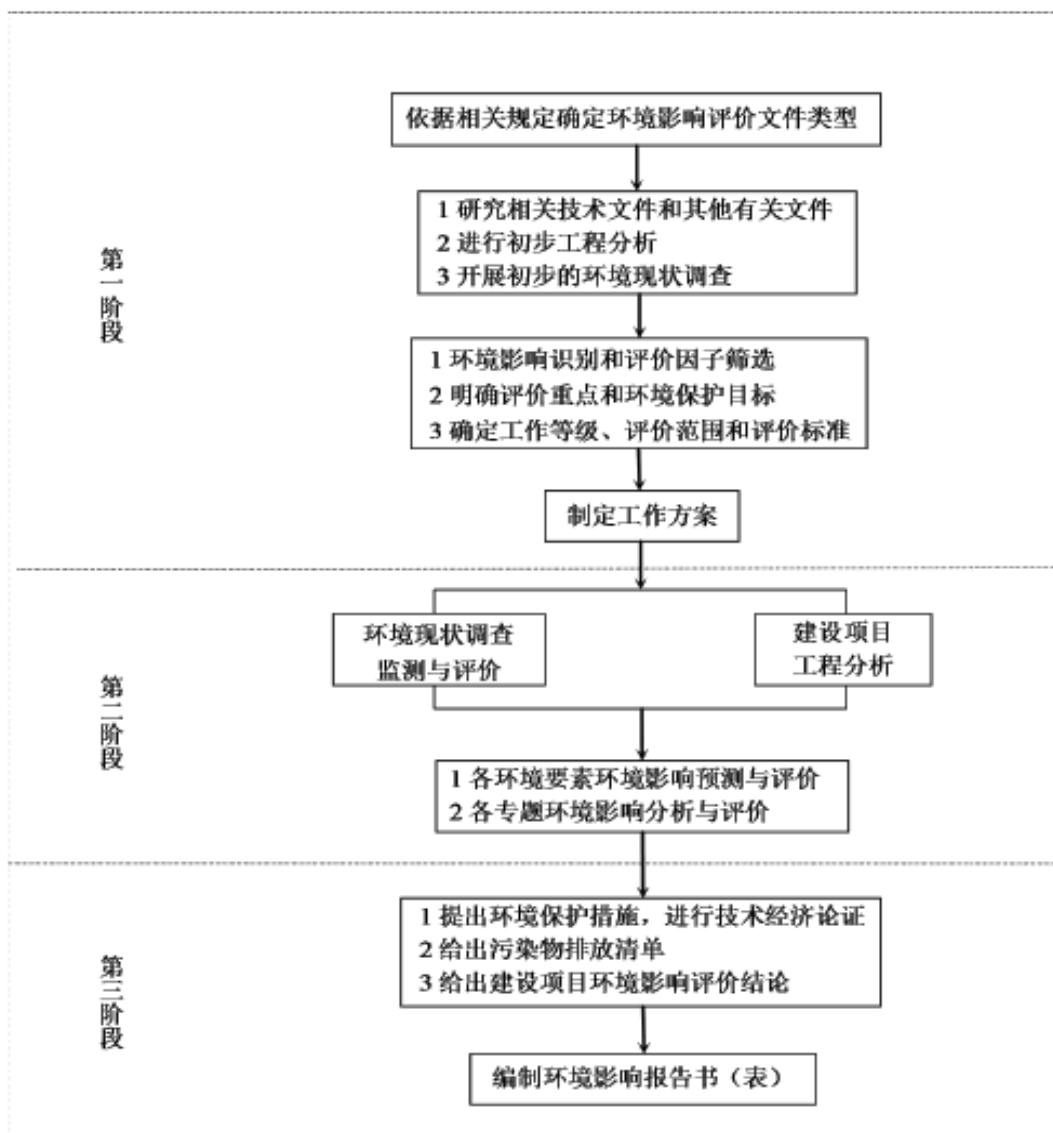 依据相关规定确定环境影响评价文件类型
1 研究相关技术文件和其他有关文件
2 进行初步工程分析
3 开展初步的环境现状调查
第一阶段
1 环境影响识别和评价因子筛选
2 明确评价重点和环境保护目标
3 确定工作等级、评价范围和评价标准
制定工作方案
第二阶段
环境现状调查
监测与评价
建设项目
工程分析
1 各环境要素环境影响预测与评价
2 各专题环境影响分析与评价
第三阶段
1 提出环境保护措施，进行技术经济论证
2 给出污染物排放清单
3 给出建设项目环境影响评价结论
编制环境影响报告书（表）